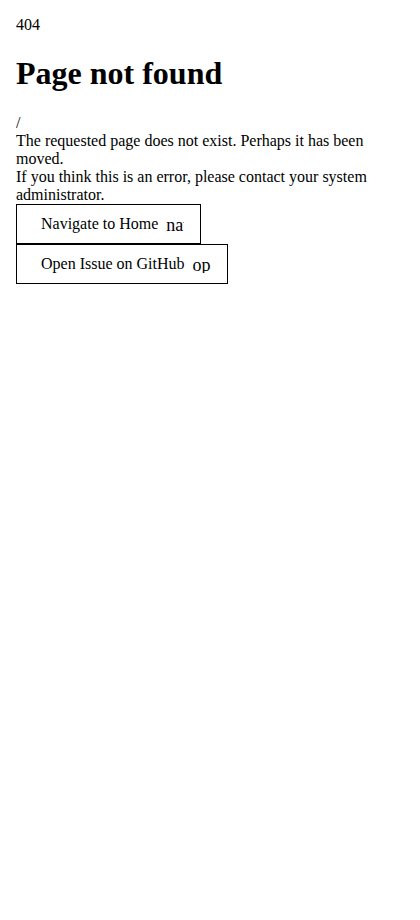 404
Page not found
/
The requested page does not exist. Perhaps it has been
moved.
If you think this is an error, please contact your system
administrator.
Navigate to Home na
Open Issue on GitHub op